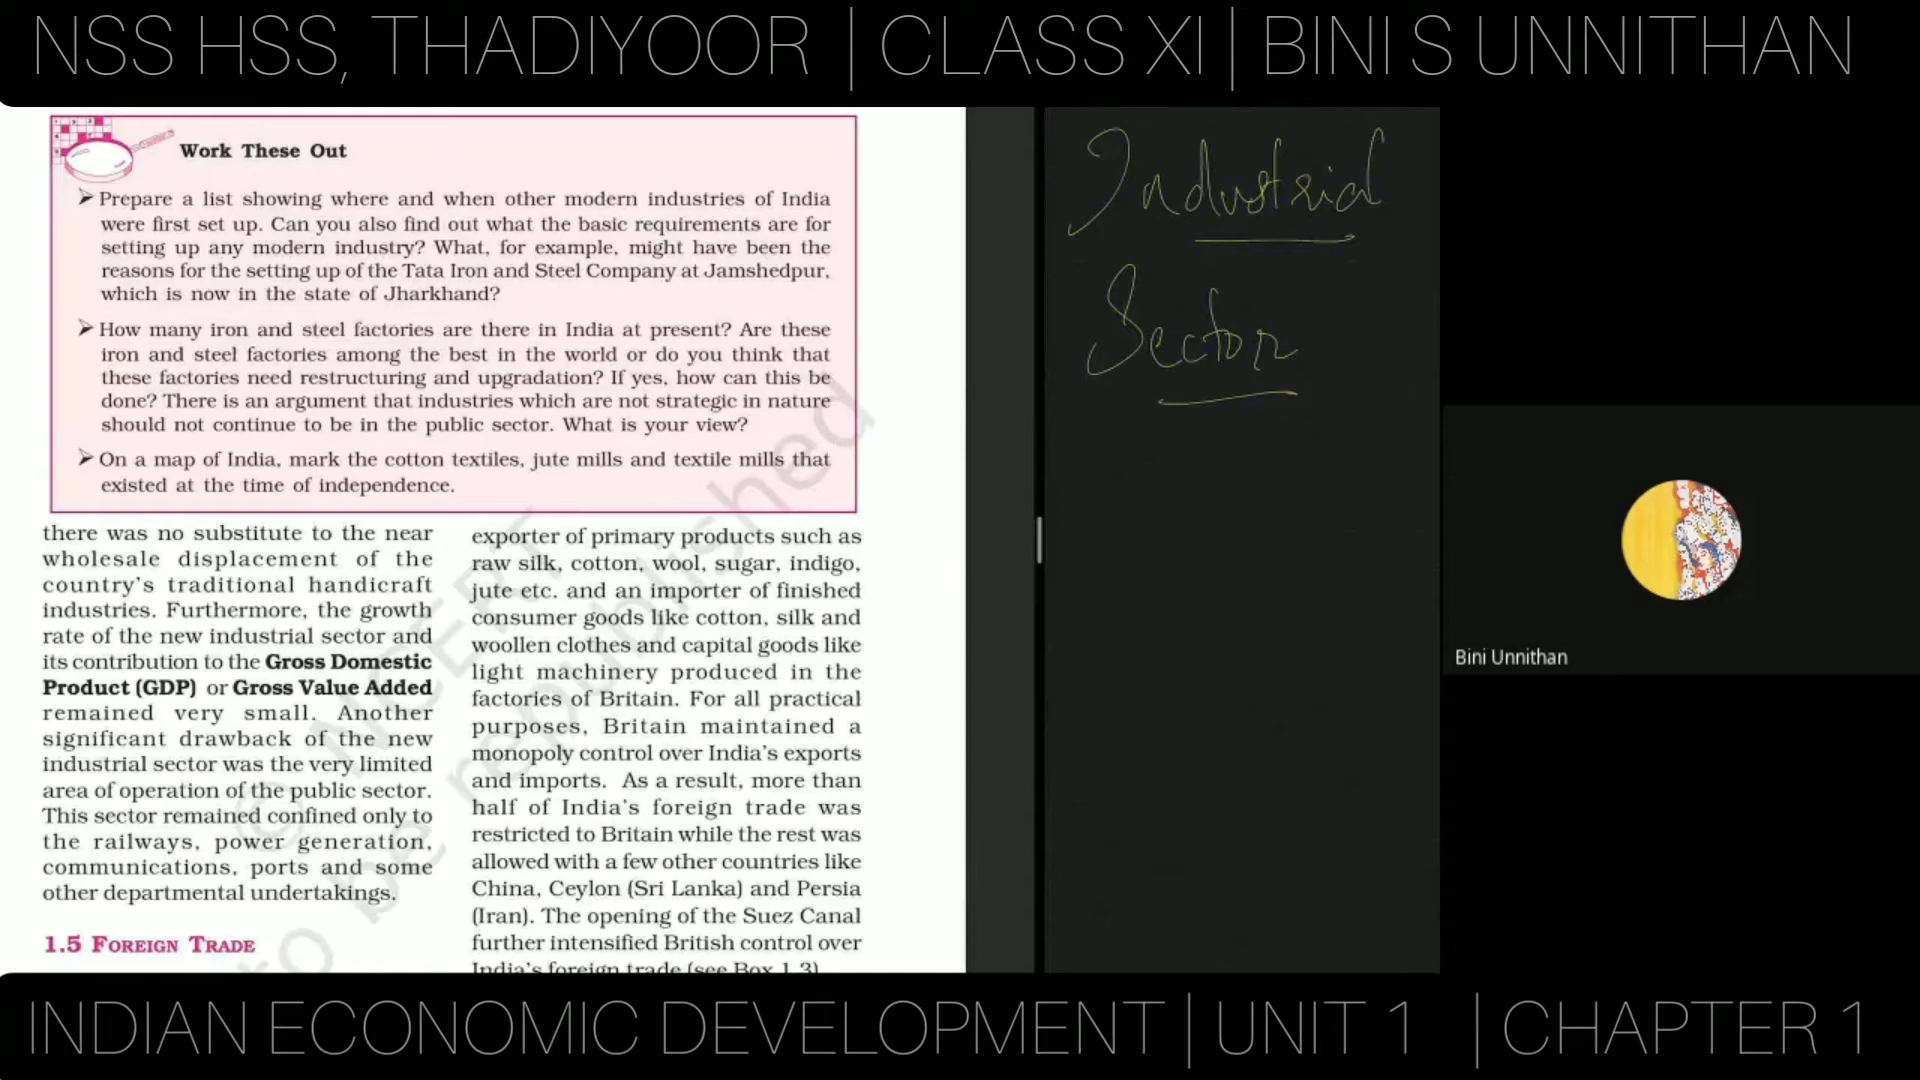 NSS HSS, THADIYOOR | CLASS XI | BINI S UNNITHAN
Work These Out
Prepare a list showing where and when other modern industries of India
were first set up. Can you also find out what the basic requirements are for
setting up any modern industry? What, for example, might have been the
reasons for the setting up of the Tata Iron and Steel Company at Jamshedpur,
which is now in the state of Jharkhand?
How many iron and steel factories are there in India at present? Are these
iron and steel factories among the best in the world or do you think that
these factories need restructuring and upgradation? If yes, how can this be
done? There is an argument that industries which are not strategic in nature
should not continue to be in the public sector. What is your view?
On a map of India, mark the cotton textiles, jute mills and textile mills that
existed at the time of independence.
there was no substitute to the near
wholesale displacement of the
country's traditional handicraft
industries. Furthermore, the growth
rate of the new industrial sector and
its contribution to the Gross Domestic
Product (GDP) or Gross Value Added
remained very small. Another
significant drawback of the new
industrial sector was the very limited
area of operation of the public sector.
This sector remained confined only to
the railways, power generation,
communications, ports and some
other departmental undertakings.
1.5 FOREIGN TRADE
exporter of primary products such as
raw silk, cotton, wool, sugar, indigo,
jute etc. and an importer of finished
consumer goods like cotton, silk and
woollen clothes and capital goods like
light machinery produced in the
factories of Britain. For all practical
purposes, Britain maintained a
monopoly control over India's exports
and imports. As a result, more than
half of India's foreign trade was
restricted to Britain while the rest was
allowed with a few other countries like
China, Ceylon (Sri Lanka) and Persia
(Iran). The opening of the Suez Canal
further intensified British control over
India's foreign trade (see Box 1.3).
© NCERT
to be republished
Industrial
Sector
Bini Unnithan
INDIAN ECONOMIC DEVELOPMENT | UNIT 1 | CHAPTER 1